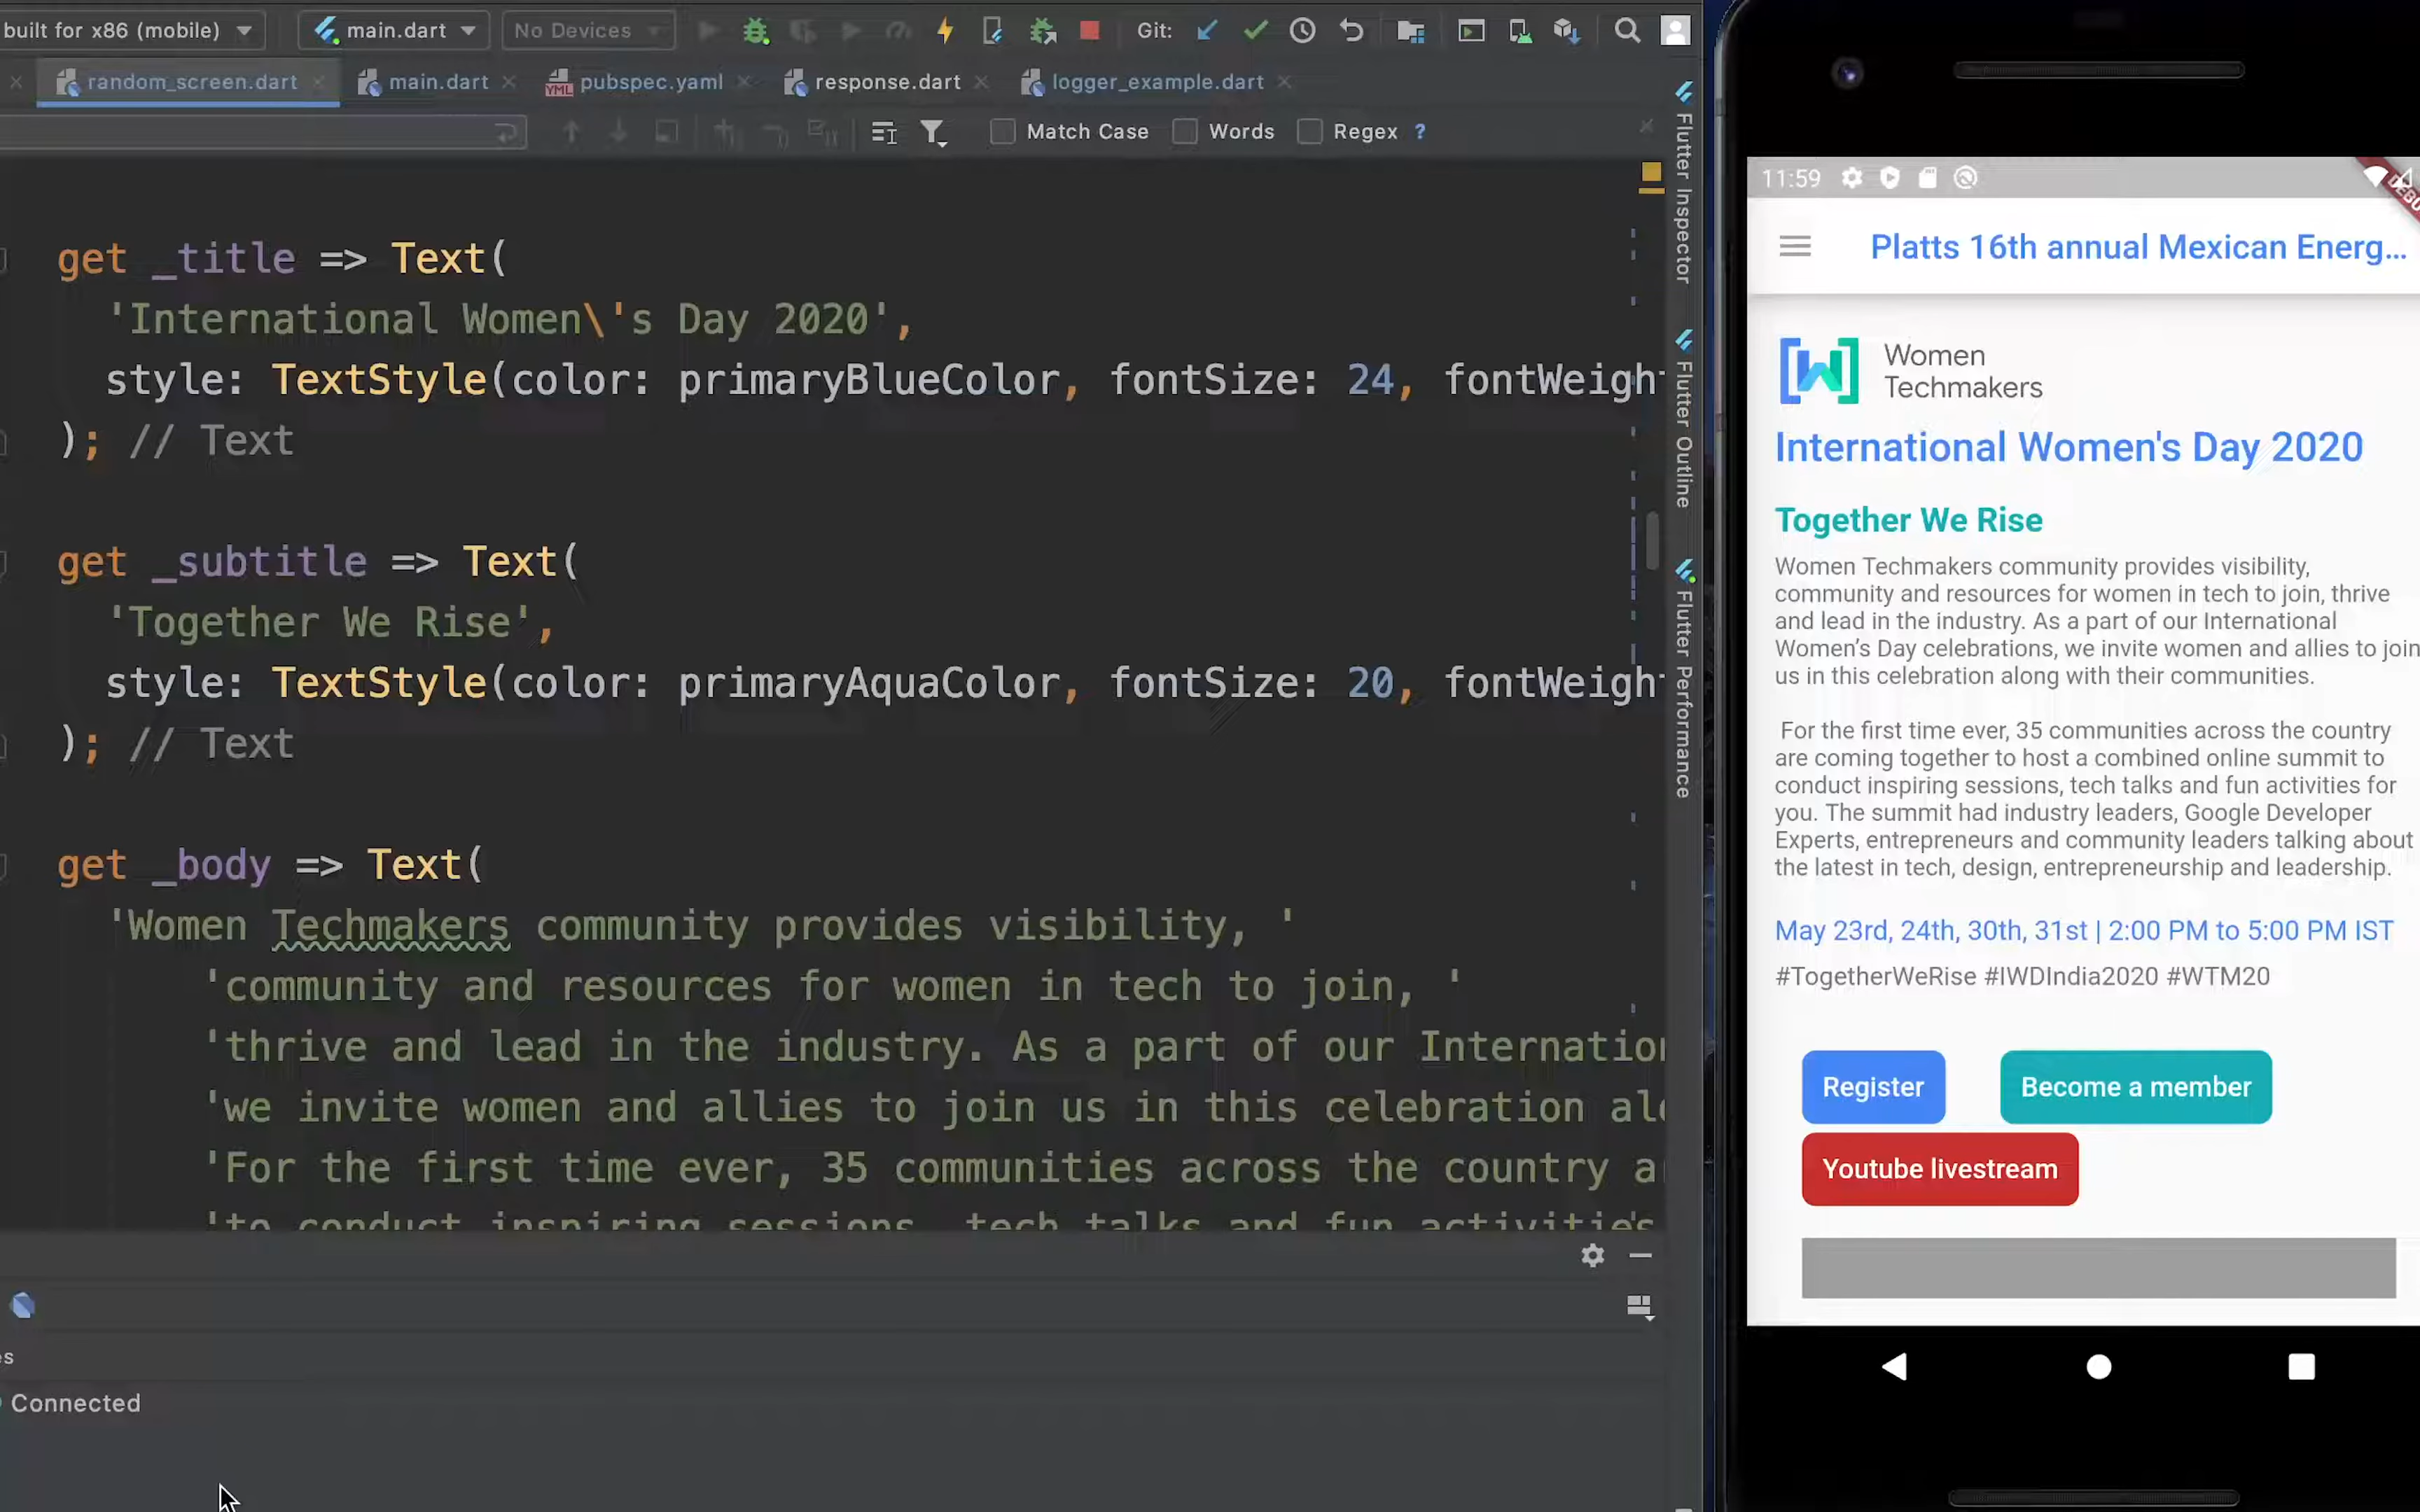 built for x86 (mobile)
main.dart
No Devices
Git:
random_screen.dart
main.dart
pubspec.yaml
response.dart
logger_example.dart
Match Case
Words
Regex
?
get _title => Text(
'International Women\'s Day 2020',
style: TextStyle(color: primaryBlueColor, fontSize: 24, fontWeigh
); // Text
get _subtitle => Text(
'Together We Rise',
style: TextStyle(color: primaryAquaColor, fontSize: 20, fontWeigh
); // Text
get _body => Text(
'Women Techmakers community provides visibility, '
'community and resources for women in tech to join, '
'thrive and lead in the industry. As a part of our Internatio
'we invite women and allies to join us in this celebration al
'For the first time ever, 35 communities across the country a
'to conduct inspiring sessions, tech talks and fun activities
es
Connected
Flutter Inspector
Flutter Outline
Flutter Performance
11:59
DEBU
Platts 16th annual Mexican Energ...
Women
Techmakers
International Women's Day 2020
Together We Rise
Women Techmakers community provides visibility,
community and resources for women in tech to join, thrive
and lead in the industry. As a part of our International
Women’s Day celebrations, we invite women and allies to join
us in this celebration along with their communities.
For the first time ever, 35 communities across the country
are coming together to host a combined online summit to
conduct inspiring sessions, tech talks and fun activities for
you. The summit had industry leaders, Google Developer
Experts, entrepreneurs and community leaders talking about
the latest in tech, design, entrepreneurship and leadership.
May 23rd, 24th, 30th, 31st | 2:00 PM to 5:00 PM IST
#TogetherWeRise #IWDIndia2020 #WTM20
Register
Become a member
Youtube livestream